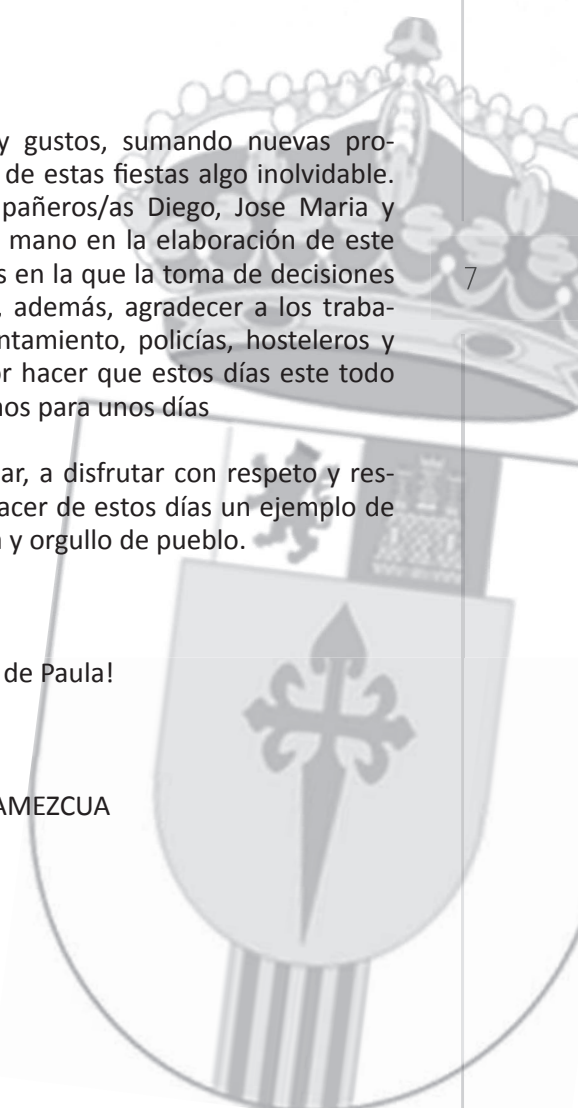 y gustos, sumando nuevas pro-
de estas fiestas algo inolvidable.
pañeros/as Diego, Jose Maria y
mano en la elaboración de este
s en la que la toma de decisiones
, además, agradecer a los traba-
ntamiento, policías, hosteleros y
or hacer que estos días este todo
nos para unos días
ar, a disfrutar con respeto y res-
acer de estos días un ejemplo de
y orgullo de pueblo.
de Paula!
AMEZCUA
7